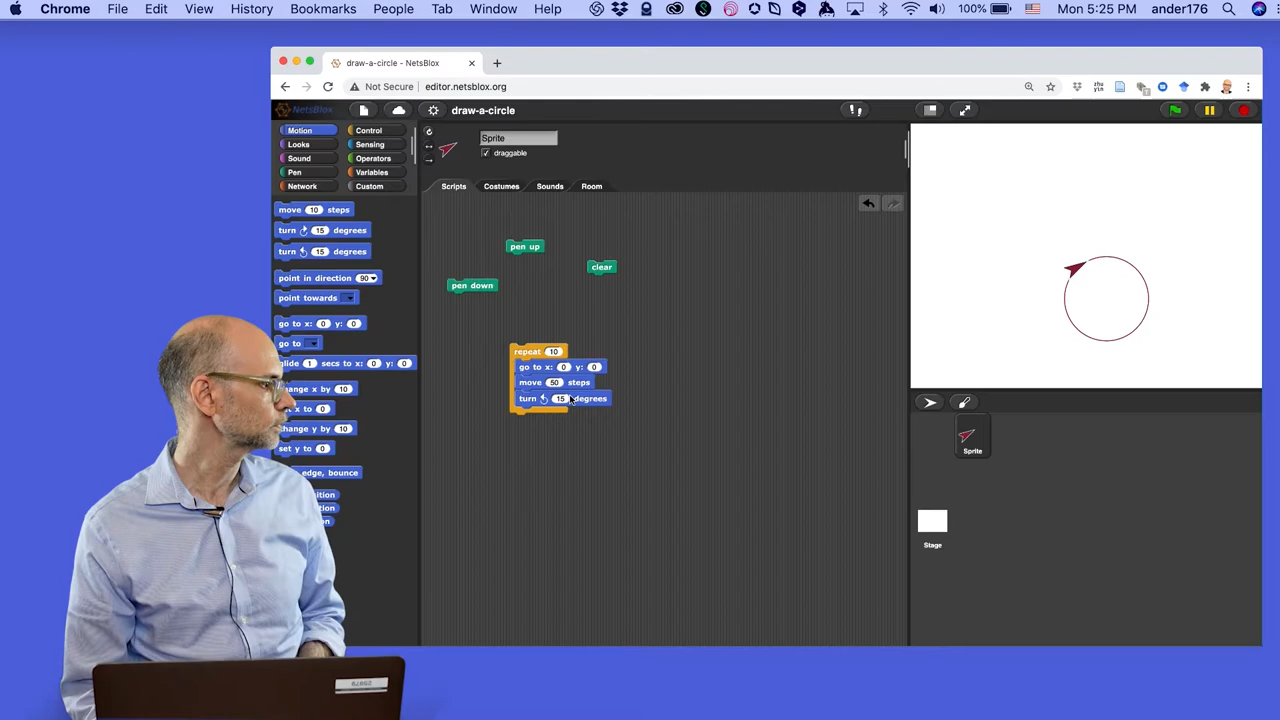 Chrome File Edit View History Bookmarks People Tab Window Help 100% Mon 5:25 PM ander176
draw-a-circle - NetsBlox
Not Secure editor.netsblox.org
NetsBlox draw-a-circle
Motion Control
Looks Sensing
Sound Operators
Pen Variables
Network Custom
Sprite
draggable
Scripts Costumes Sounds Room
move 10 steps
turn 15 degrees
turn 15 degrees
point in direction 90
point towards
go to x: 0 y: 0
go to
glide 1 secs to x: 0 y: 0
change x by 10
x to 0
change y by 10
set y to 0
edge, bounce
pen up
clear
pen down
repeat 10
go to x: 0 y: 0
move 50 steps
turn 15 degrees
Sprite
Stage